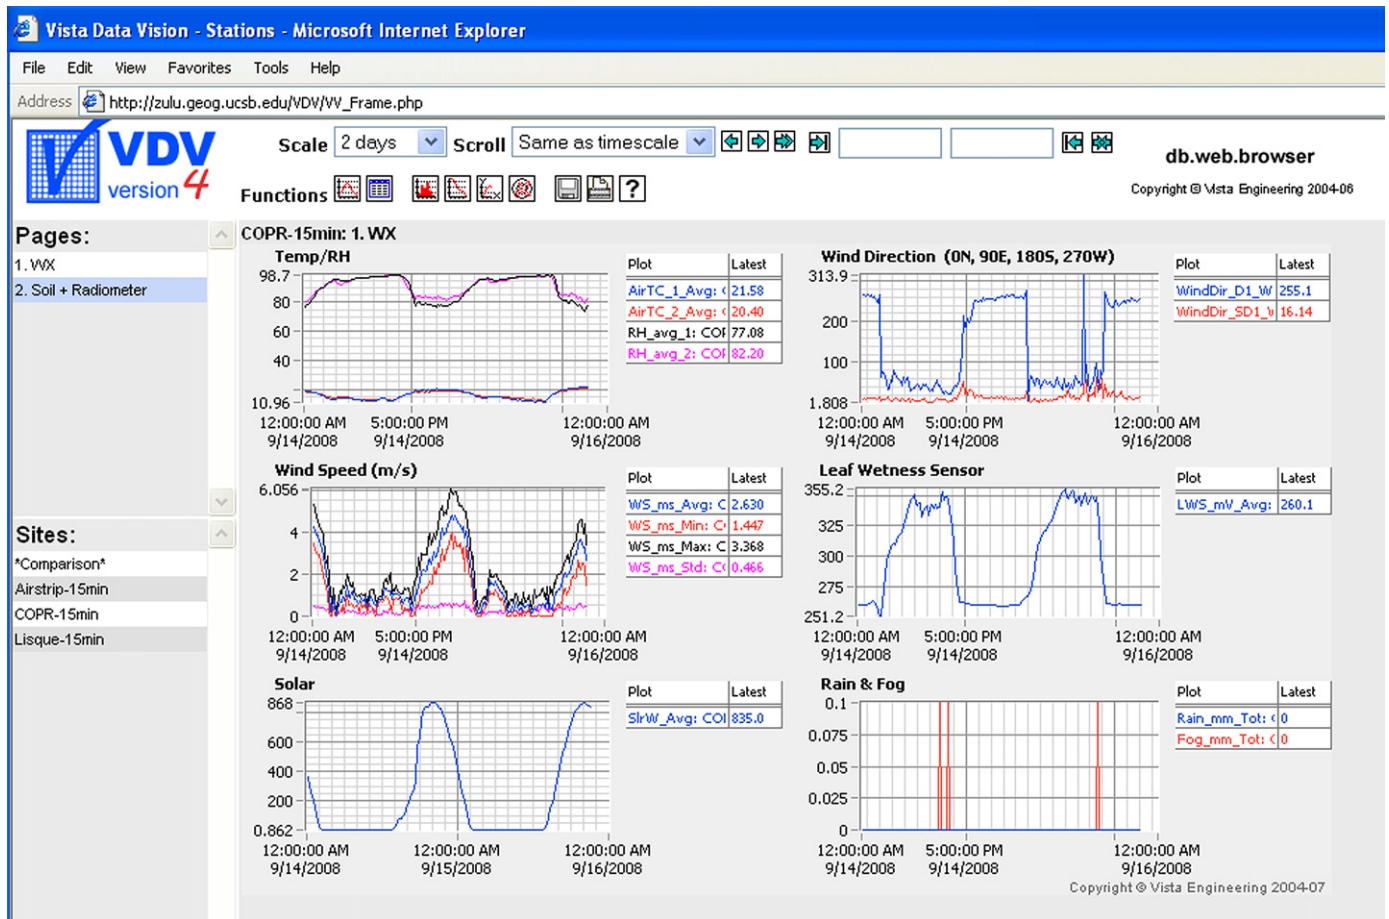 Vista Data Vision - Stations - Microsoft Internet Explorer
File Edit View Favorites Tools Help
Address http://zulu.geog.ucsb.edu/VDV/VV_Frame.php
VDV
version 4
Scale 2 days Scroll Same as timescale
Functions ?
db.web.browser
Copyright © Vista Engineering 2004-06
Pages:
1. WX
2. Soil + Radiometer
Sites:
*Comparison*
Airstrip-15min
COPR-15min
Lisque-15min
COPR-15min: 1. WX
Temp/RH
98.7
80
60
40
10.96
12:00:00 AM 5:00:00 PM 12:00:00 AM
9/14/2008 9/14/2008 9/16/2008
Plot Latest
AirTC_1_Avg: 21.58
AirTC_2_Avg: 20.40
RH_avg_1: COF 77.08
RH_avg_2: COF 82.20
Wind Direction (0N, 90E, 180S, 270W)
313.9
200
100
1.808
12:00:00 AM 5:00:00 PM 12:00:00 AM
9/14/2008 9/14/2008 9/16/2008
Plot Latest
WindDir_D1_W 255.1
WindDir_SD1_ 16.14
Wind Speed (m/s)
6.056
4
2
0
12:00:00 AM 5:00:00 PM 12:00:00 AM
9/14/2008 9/14/2008 9/16/2008
Plot Latest
WS_ms_Avg: C 2.630
WS_ms_Min: C 1.447
WS_ms_Max: C 3.368
WS_ms_Std: C 0.466
Leaf Wetness Sensor
355.2
325
300
275
251.2
12:00:00 AM 5:00:00 PM 12:00:00 AM
9/14/2008 9/14/2008 9/16/2008
Plot Latest
LWS_mV_Avg: 260.1
Solar
868
600
400
200
0.862
12:00:00 AM 12:00:00 AM 12:00:00 AM
9/14/2008 9/15/2008 9/16/2008
Plot Latest
SlrW_Avg: COI 835.0
Rain & Fog
0.1
0.075
0.05
0.025
0
12:00:00 AM 5:00:00 PM 12:00:00 AM
9/14/2008 9/14/2008 9/16/2008
Plot Latest
Rain_mm_Tot: 0
Fog_mm_Tot: 0
Copyright © Vista Engineering 2004-07